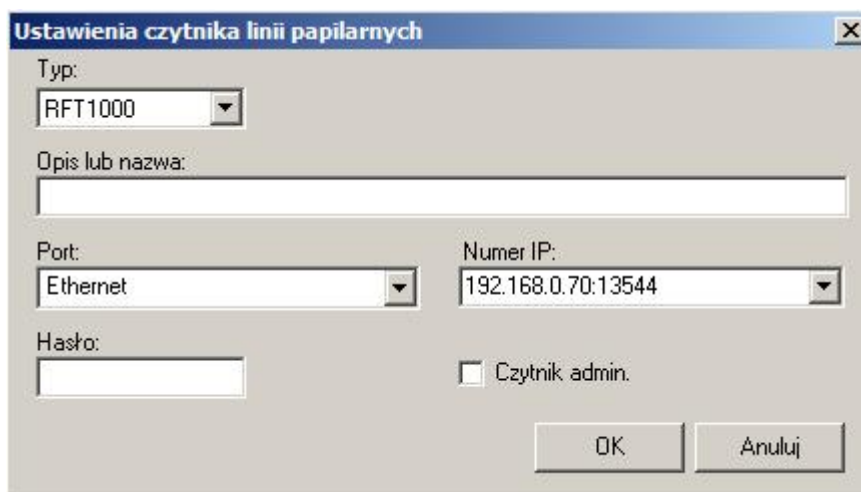 Ustawienia czytnika linii papilarnych
Typ:
RFT1000
Opis lub nazwa:
Port:
Numer IP:
Ethernet
192.168.0.70:13544
Hasło:
Czytnik admin.
OK
Anuluj